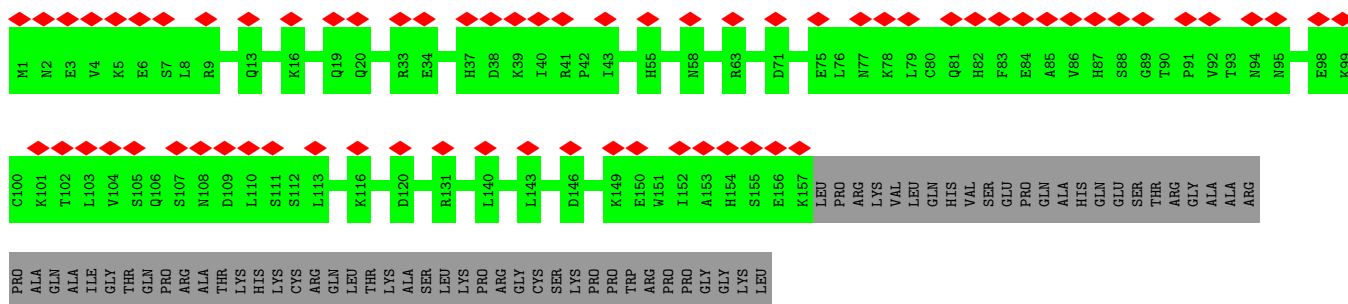 M1 N2 E3 V4 K5 E6 S7 L8 R9 Q13 K16 Q19 Q20 R33 E34 H37 D38 K39 I40 R41 P42 I43 H55 N58 R63 D71 E75 L76 N77 K78 L79 C80 Q81 H82 F83 E84 A85 V86 H87 S88 G89 T90 P91 V92 T93 N94 N95 E98 K99
C100 K101 T102 L103 V104 S105 Q106 S107 N108 D109 L110 S111 S112 L113 K116 D120 R131 L140 L143 D146 K149 E150 W151 I152 A153 H154 S155 E156 K157 LEU PRO ARG LYS VAL LEU GLN HIS VAL SER GLU PRO GLN ALA HIS GLN GLU SER THR ARG GLY ALA ALA ARG
PRO ALA GLN ALA ILE GLY THR GLN PRO ARG ALA THR LYS HIS LYS CYS ARG GLN LEU THR LYS ALA SER LEU LYS PRO ARG GLY CYS SER LYS PRO PRO TRP ARG PRO PRO GLY GLY LYS LEU